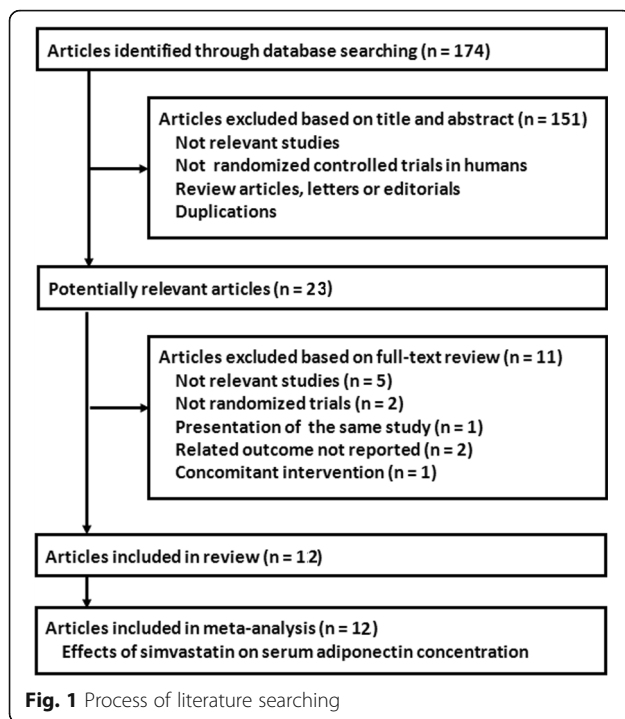 Articles identified through database searching (n = 174)
Articles excluded based on title and abstract (n = 151)
Not relevant studies
Not randomized controlled trials in humans
Review articles, letters or editorials
Duplications
Potentially relevant articles (n = 23)
Articles excluded based on full-text review (n = 11)
Not relevant studies (n = 5)
Not randomized trials (n = 2)
Presentation of the same study (n = 1)
Related outcome not reported (n = 2)
Concomitant intervention (n = 1)
Articles included in review (n = 12)
Articles included in meta-analysis (n = 12)
Effects of simvastatin on serum adiponectin concentration
Fig. 1 Process of literature searching